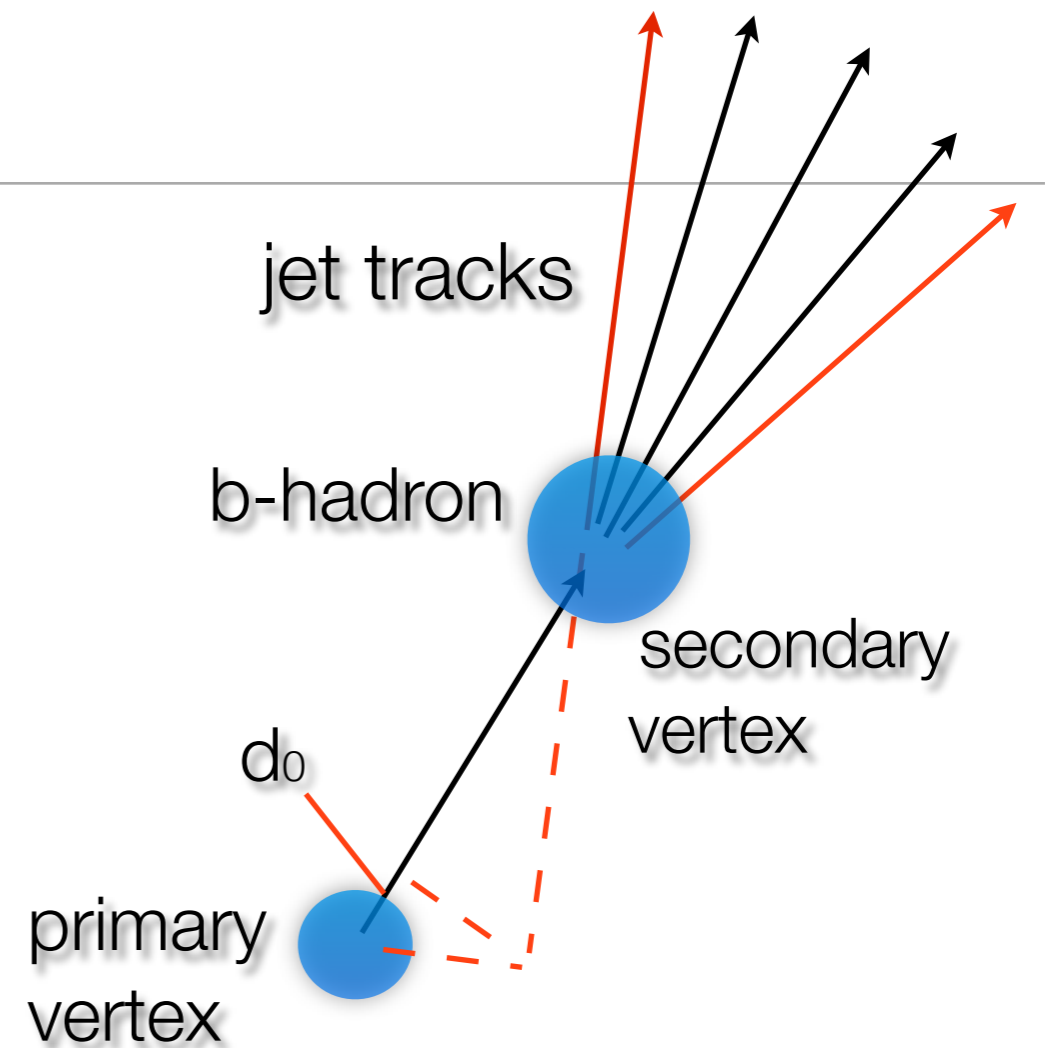 jet tracks
b-hadron
secondary
vertex
d0
primary
vertex